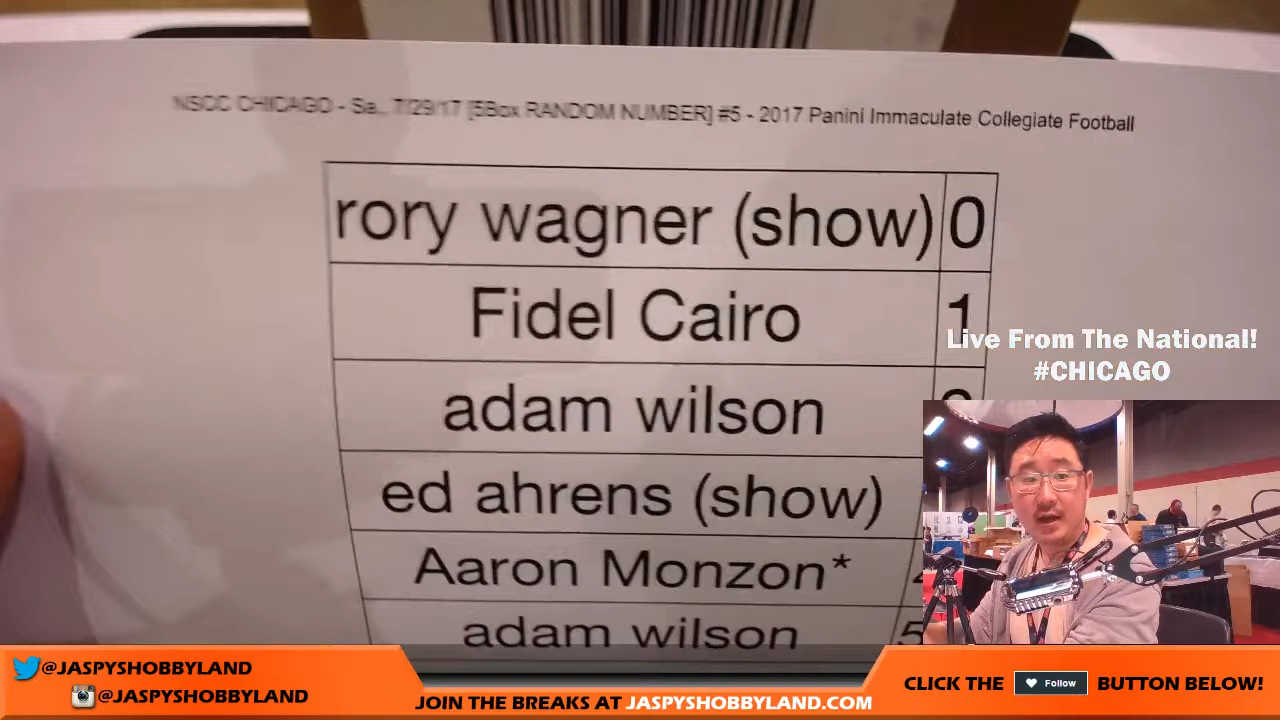 NSCC CHICAGO - Sa., 7/29/17 [5Box RANDOM NUMBER] #5 - 2017 Panini Immaculate Collegiate Football
rory wagner (show) 0
Fidel Cairo 1
adam wilson
ed ahrens (show)
Aaron Monzon*
adam wilson 5
Live From The National!
#CHICAGO
@JASPYSHOBBYLAND
@JASPYSHOBBYLAND
JOIN THE BREAKS AT JASPYSHOBBYLAND.COM
CLICK THE Follow BUTTON BELOW!